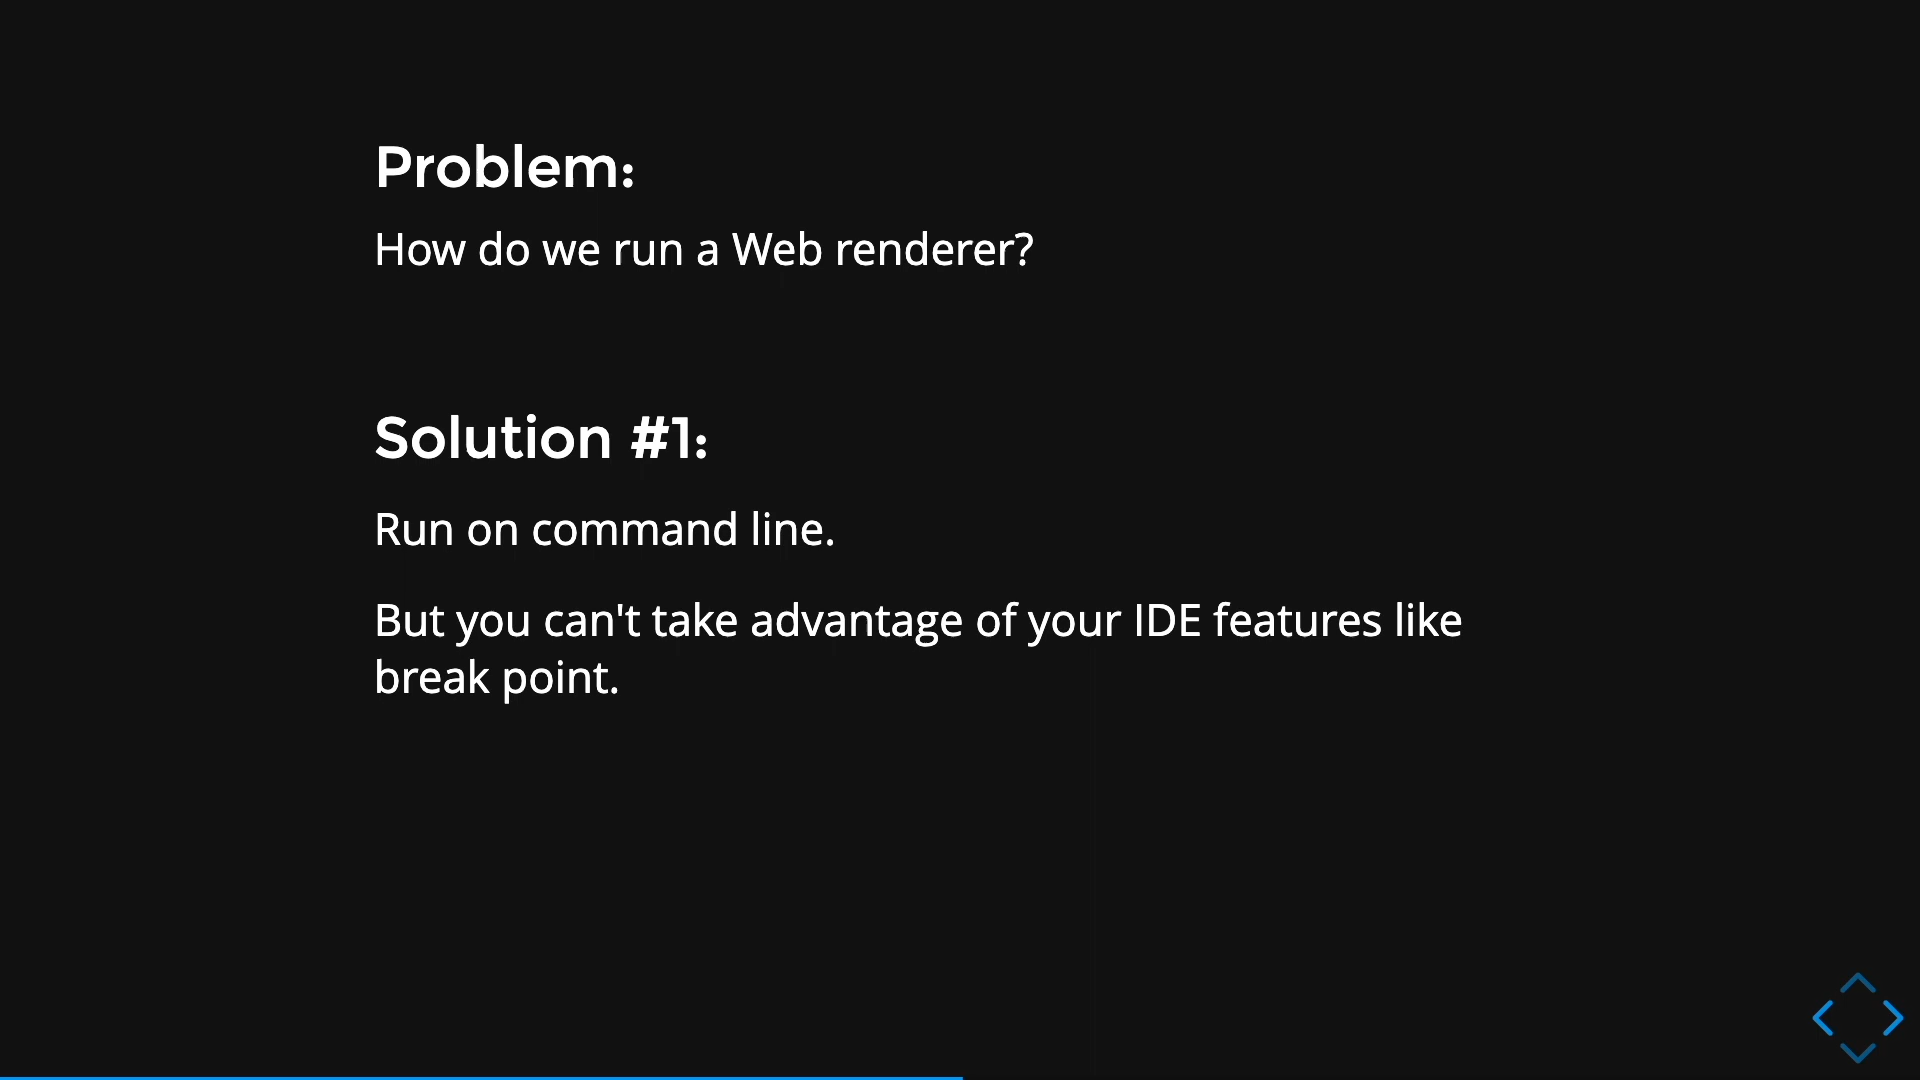 Problem:
How do we run a Web renderer?
Solution #1:
Run on command line.
But you can't take advantage of your IDE features like
break point.